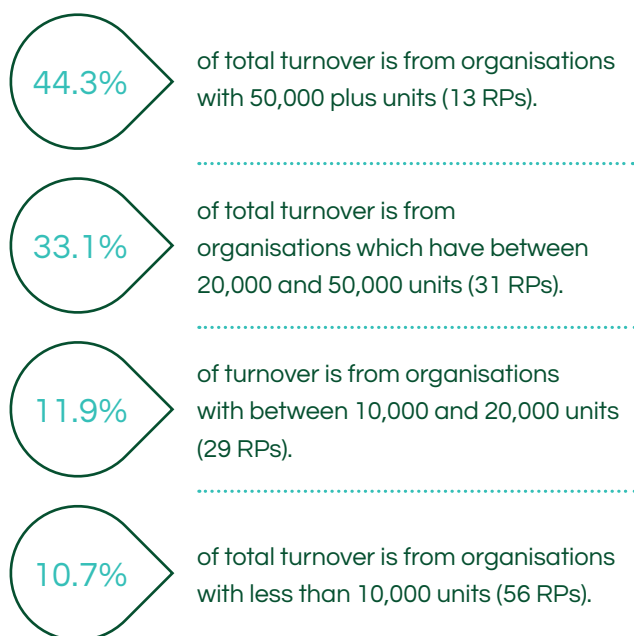 44.3%
of total turnover is from organisations
with 50,000 plus units (13 RPs).
33.1%
of total turnover is from
organisations which have between
20,000 and 50,000 units (31 RPs).
11.9%
of turnover is from organisations
with between 10,000 and 20,000 units
(29 RPs).
10.7%
of total turnover is from organisations
with less than 10,000 units (56 RPs).